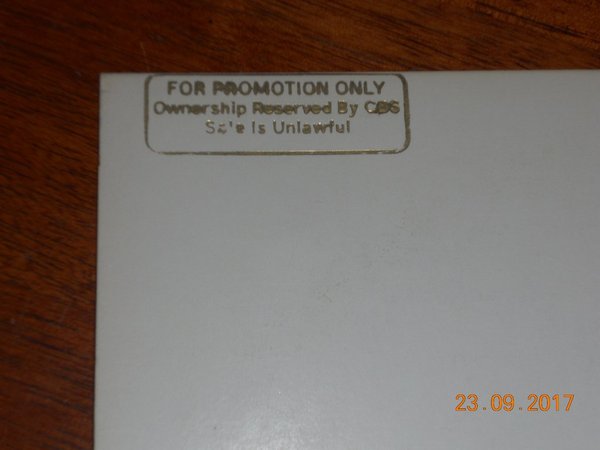 FOR PROMOTION ONLY
Ownership Reserved By CBS
Sale Is Unlawful
23.09.2017